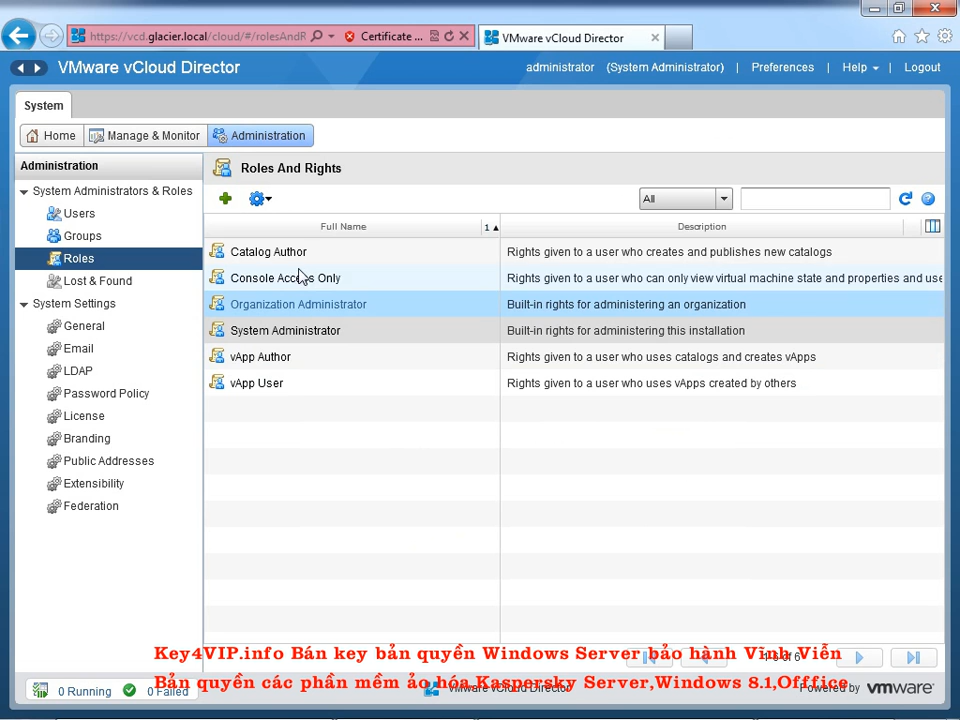 https://vcd.glacier.local/cloud/#/rolesAndR
Certificate ...
VMware vCloud Director
VMware vCloud Director
administrator (System Administrator) | Preferences | Help | Logout
System
Home
Manage & Monitor
Administration
Administration
Roles And Rights
System Administrators & Roles
Users
Groups
Roles
Lost & Found
System Settings
General
Email
LDAP
Password Policy
License
Branding
Public Addresses
Extensibility
Federation
All
Full Name 1 Description
Catalog Author Rights given to a user who creates and publishes new catalogs
Console Access Only Rights given to a user who can only view virtual machine state and properties and use
Organization Administrator Built-in rights for administering an organization
System Administrator Built-in rights for administering this installation
vApp Author Rights given to a user who uses catalogs and creates vApps
vApp User Rights given to a user who uses vApps created by others
1-6 of 6
Key4VIP.info Bán key bản quyền Windows Server bảo hành Vĩnh Viễn
Bản quyền các phần mềm ảo hóa,Kaspersky Server,Windows 8.1,Offfice
0 Running 0 Failed
VMware vCloud Director
Powered by vmware